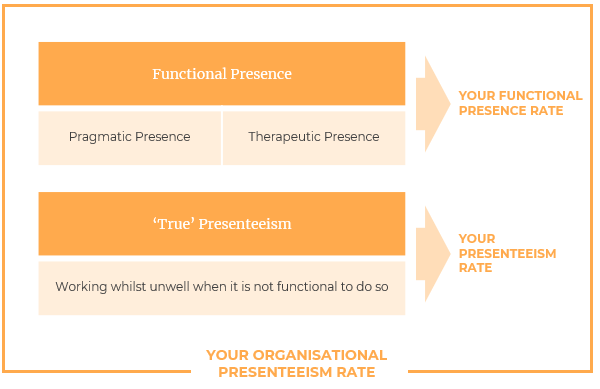 Functional Presence
Pragmatic Presence
Therapeutic Presence
YOUR FUNCTIONAL
PRESENCE RATE
‘True’ Presenteeism
Working whilst unwell when it is not functional to do so
YOUR
PRESENTEEISM
RATE
YOUR ORGANISATIONAL
PRESENTEEISM RATE